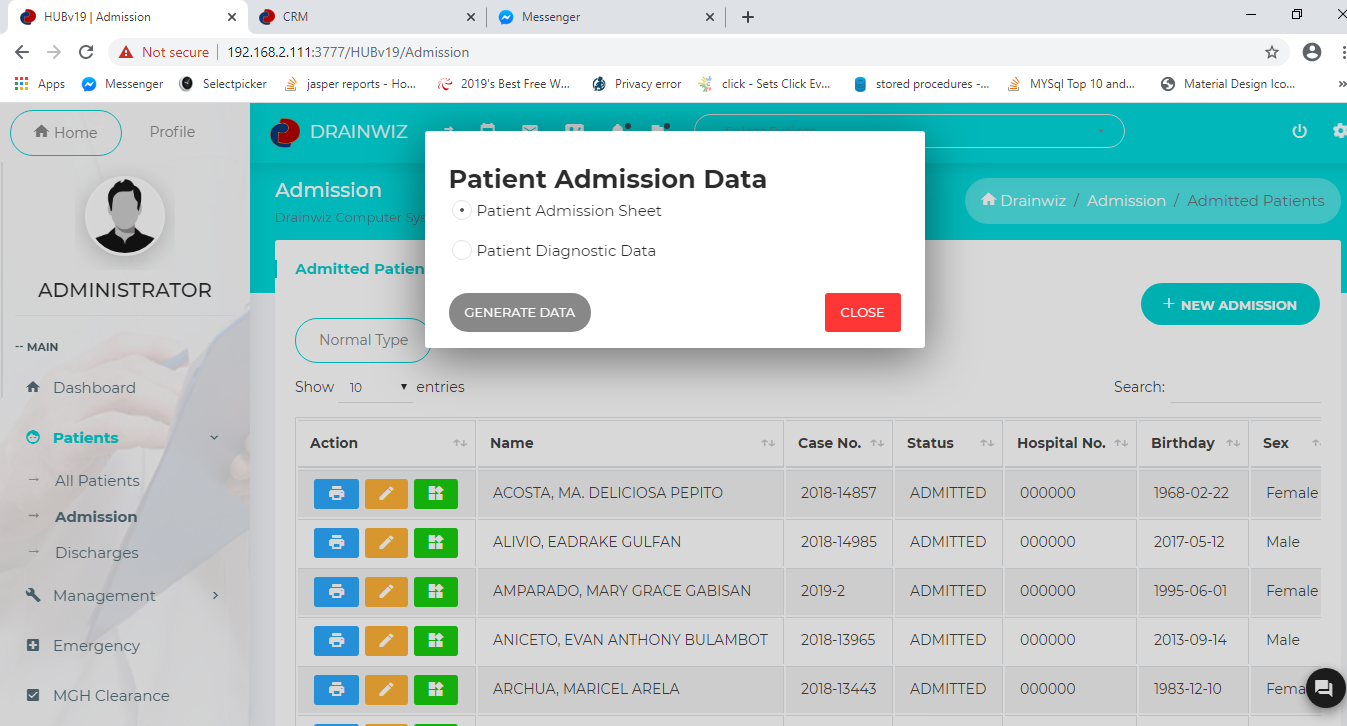 HUBv19 | Admission
CRM
Messenger
Not secure
192.168.2.111:3777/HUBv19/Admission
Apps
Messenger
Selectpicker
jasper reports - Ho...
2019's Best Free W...
Privacy error
click - Sets Click Ev...
stored procedures -...
MYSql Top 10 and...
Material Design Ico...
Home
Profile
DRAINWIZ
ADMINISTRATOR
-- MAIN
Dashboard
Patients
All Patients
Admission
Discharges
Management
Emergency
MGH Clearance
Admission
Drainwiz Computer Sys
Drainwiz / Admission / Admitted Patients
Patient Admission Data
Patient Admission Sheet
Patient Diagnostic Data
GENERATE DATA
CLOSE
Admitted Patien
+ NEW ADMISSION
Normal Type
Show 10 entries
Search:
Action Name Case No. Status Hospital No. Birthday Sex
ACOSTA, MA. DELICIOSA PEPITO 2018-14857 ADMITTED 000000 1968-02-22 Female
ALIVIO, EADRAKE GULFAN 2018-14985 ADMITTED 000000 2017-05-12 Male
AMPARADO, MARY GRACE GABISAN 2019-2 ADMITTED 000000 1995-06-01 Female
ANICETO, EVAN ANTHONY BULAMBOT 2018-13965 ADMITTED 000000 2013-09-14 Male
ARCHUA, MARICEL ARELA 2018-13443 ADMITTED 000000 1983-12-10 Fema